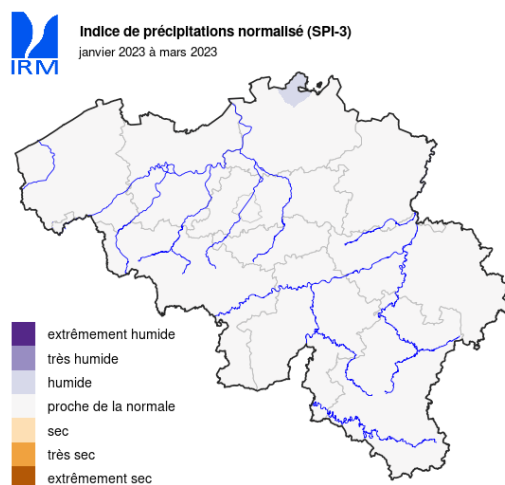 Indice de précipitations normalisé (SPI-3)
janvier 2023 à mars 2023
IRM
extrêmement humide
très humide
humide
proche de la normale
sec
très sec
extrêmement sec